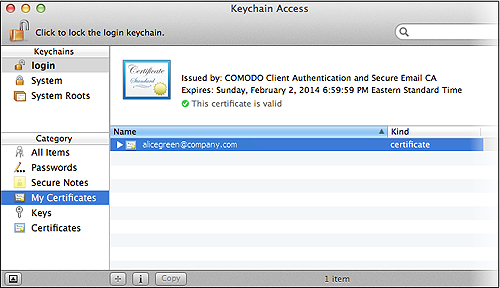 Keychain Access
Click to lock the login keychain.
Keychains
login
System
System Roots
Certificate
Standard
Issued by: COMODO Client Authentication and Secure Email CA
Expires: Sunday, February 2, 2014 6:59:59 PM Eastern Standard Time
This certificate is valid
Category
All Items
Passwords
Secure Notes
My Certificates
Keys
Certificates
Name Kind
alicegreen@company.com certificate
+ i Copy 1 item